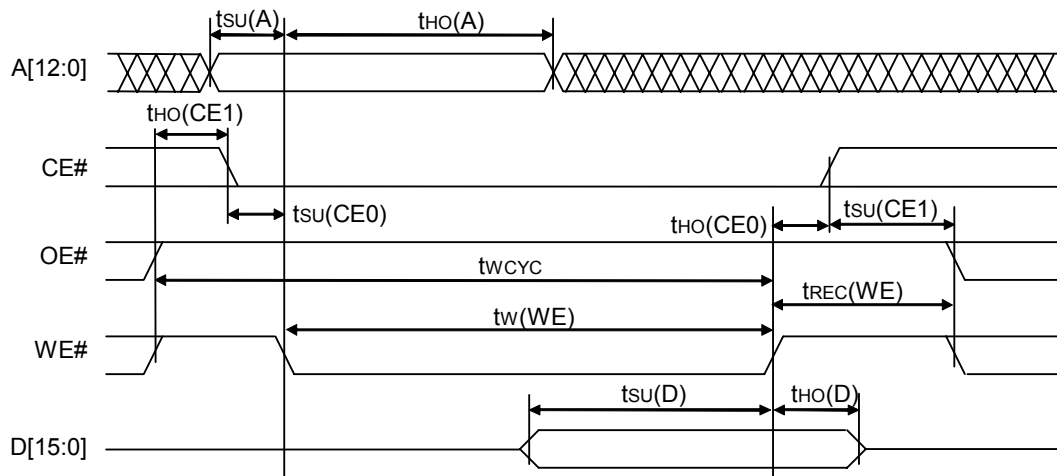 tSU(A)
tHO(A)
A[12:0]
tHO(CE1)
CE#
tSU(CE0)
tHO(CE0)
tSU(CE1)
OE#
tWCYC
tREC(WE)
tW(WE)
WE#
tSU(D)
tHO(D)
D[15:0]